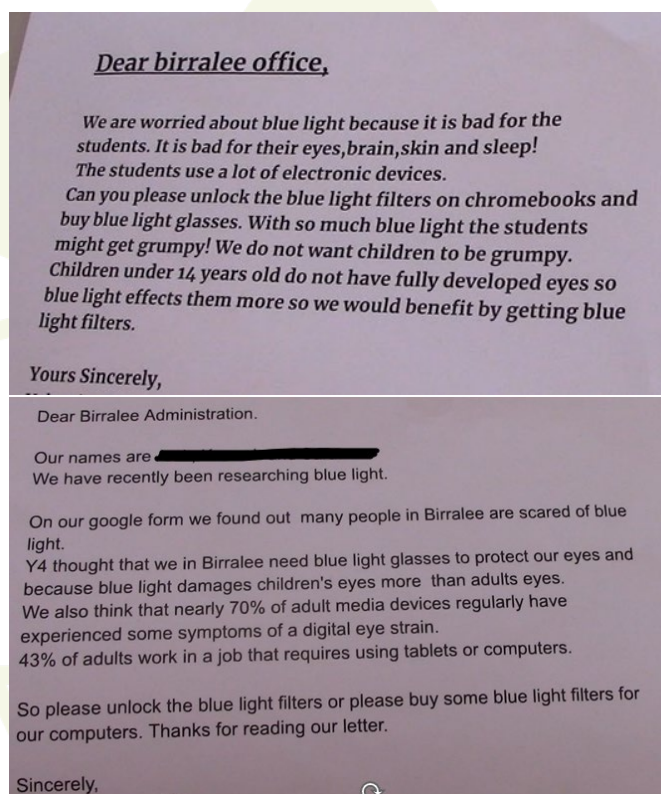 Dear birralee office,
We are worried about blue light because it is bad for the
students. It is bad for their eyes,brain,skin and sleep!
The students use a lot of electronic devices.
Can you please unlock the blue light filters on chromebooks and
buy blue light glasses. With so much blue light the students
might get grumpy! We do not want children to be grumpy.
Children under 14 years old do not have fully developed eyes so
blue light effects them more so we would benefit by getting blue
light filters.
Yours Sincerely,
Dear Birralee Administration.
Our names are
We have recently been researching blue light.
On our google form we found out many people in Birralee are scared of blue
light.
Y4 thought that we in Birralee need blue light glasses to protect our eyes and
because blue light damages children's eyes more than adults eyes.
We also think that nearly 70% of adult media devices regularly have
experienced some symptoms of a digital eye strain.
43% of adults work in a job that requires using tablets or computers.
So please unlock the blue light filters or please buy some blue light filters for
our computers. Thanks for reading our letter.
Sincerely,